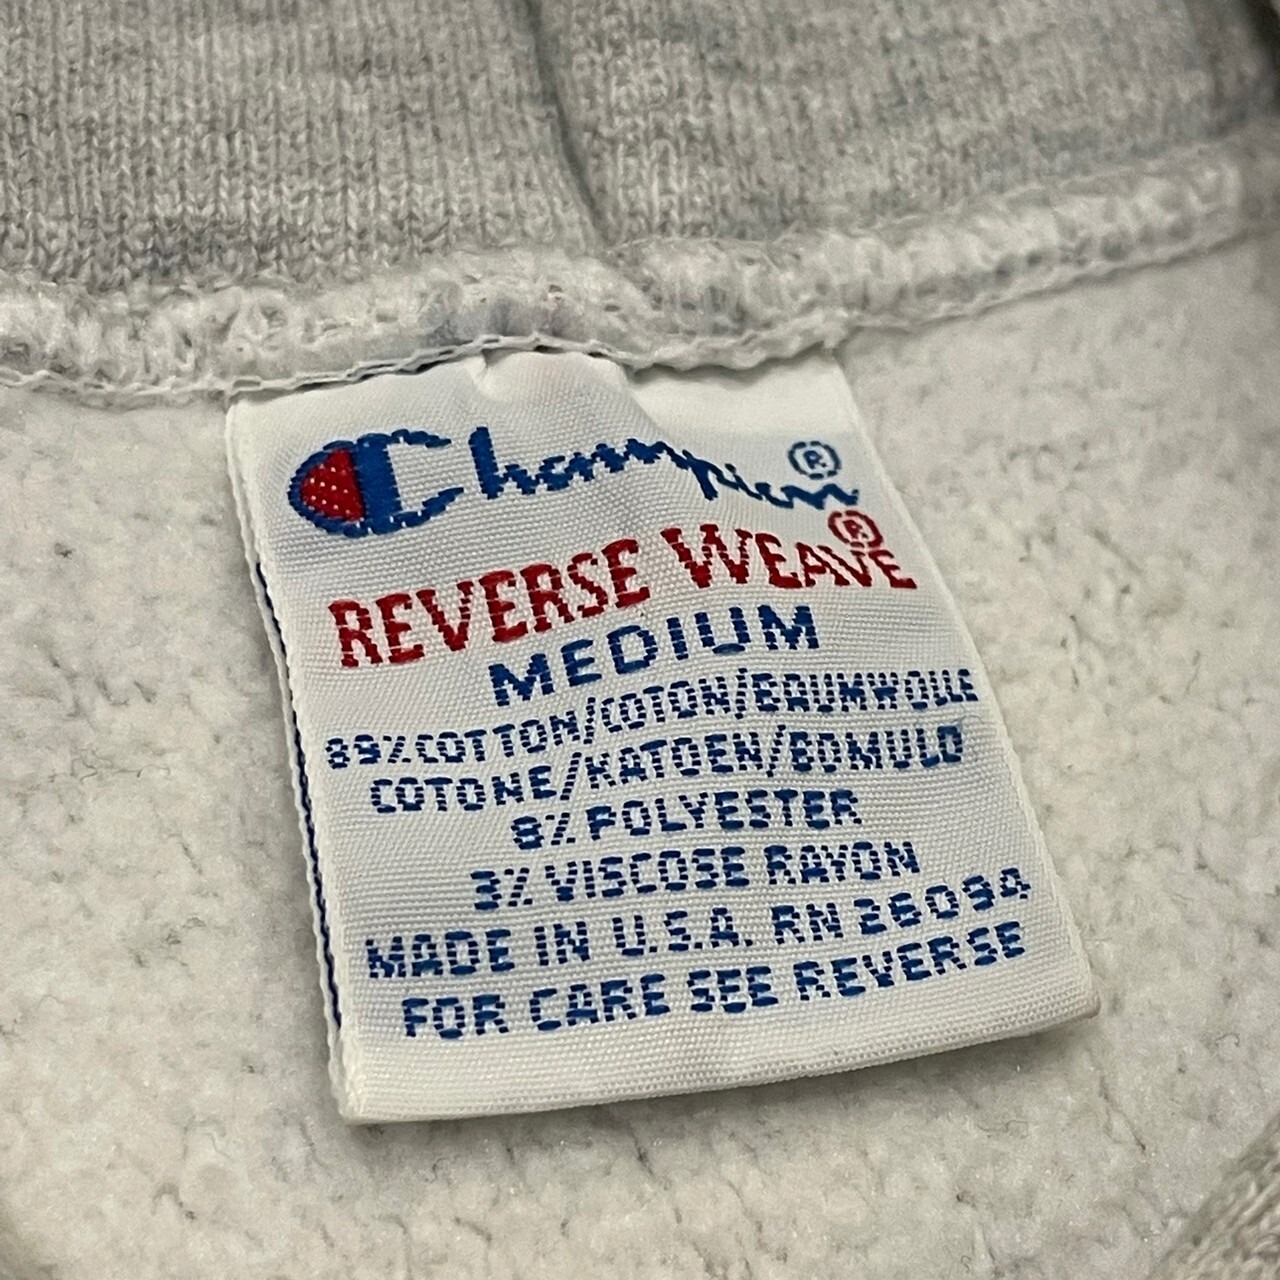 Champion®
REVERSE WEAVE®
MEDIUM
89% COTTON/COTON/BAUMWOLLE
COTONE/KATOEN/BOMULD
8% POLYESTER
3% VISCOSE RAYON
MADE IN U.S.A. RN 26094
FOR CARE SEE REVERSE